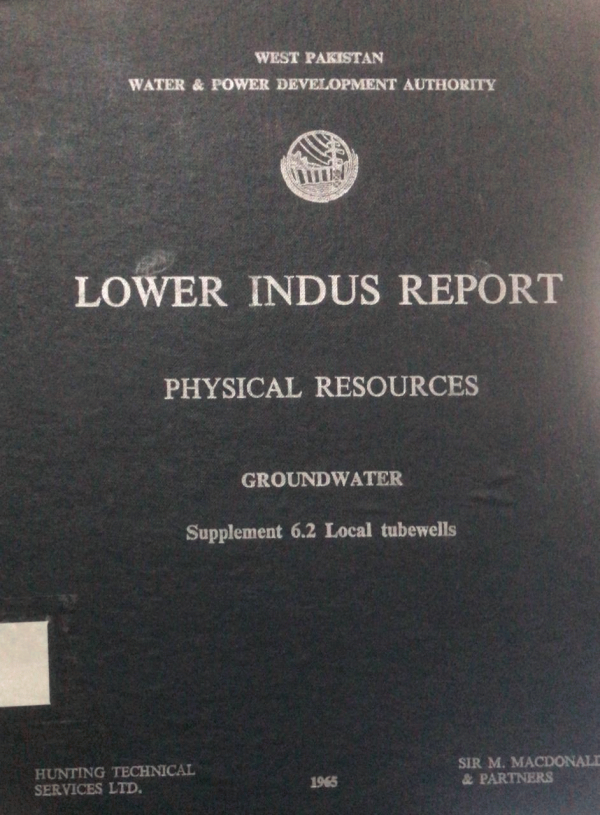 WEST PAKISTAN
WATER & POWER DEVELOPMENT AUTHORITY
LOWER INDUS REPORT
PHYSICAL RESOURCES
GROUNDWATER
Supplement 6.2 Local tubewells
HUNTING TECHNICAL
SERVICES LTD.
1965
SIR M. MACDONALD
& PARTNERS